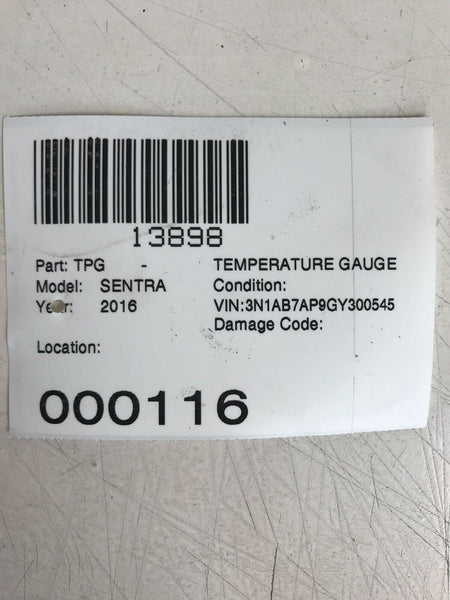 13898
Part: TPG - TEMPERATURE GAUGE
Model: SENTRA Condition:
Year: 2016 VIN:3N1AB7AP9GY300545
Damage Code:
Location:
000116